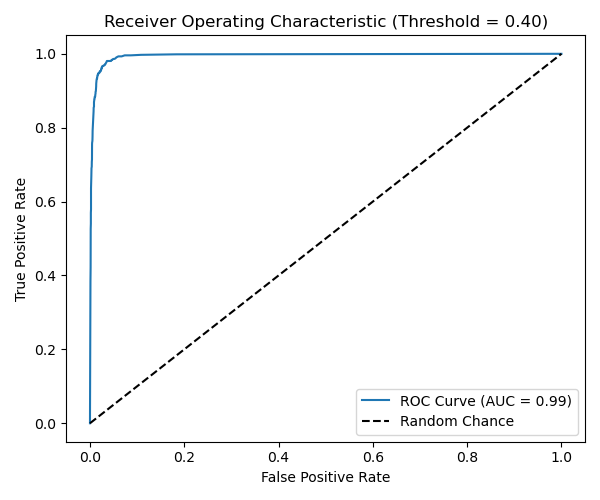 Receiver Operating Characteristic (Threshold = 0.40)
1.0
0.8
0.6
0.4
0.2
0.0
True Positive Rate
ROC Curve (AUC = 0.99)
Random Chance
0.0 0.2 0.4 0.6 0.8 1.0
False Positive Rate